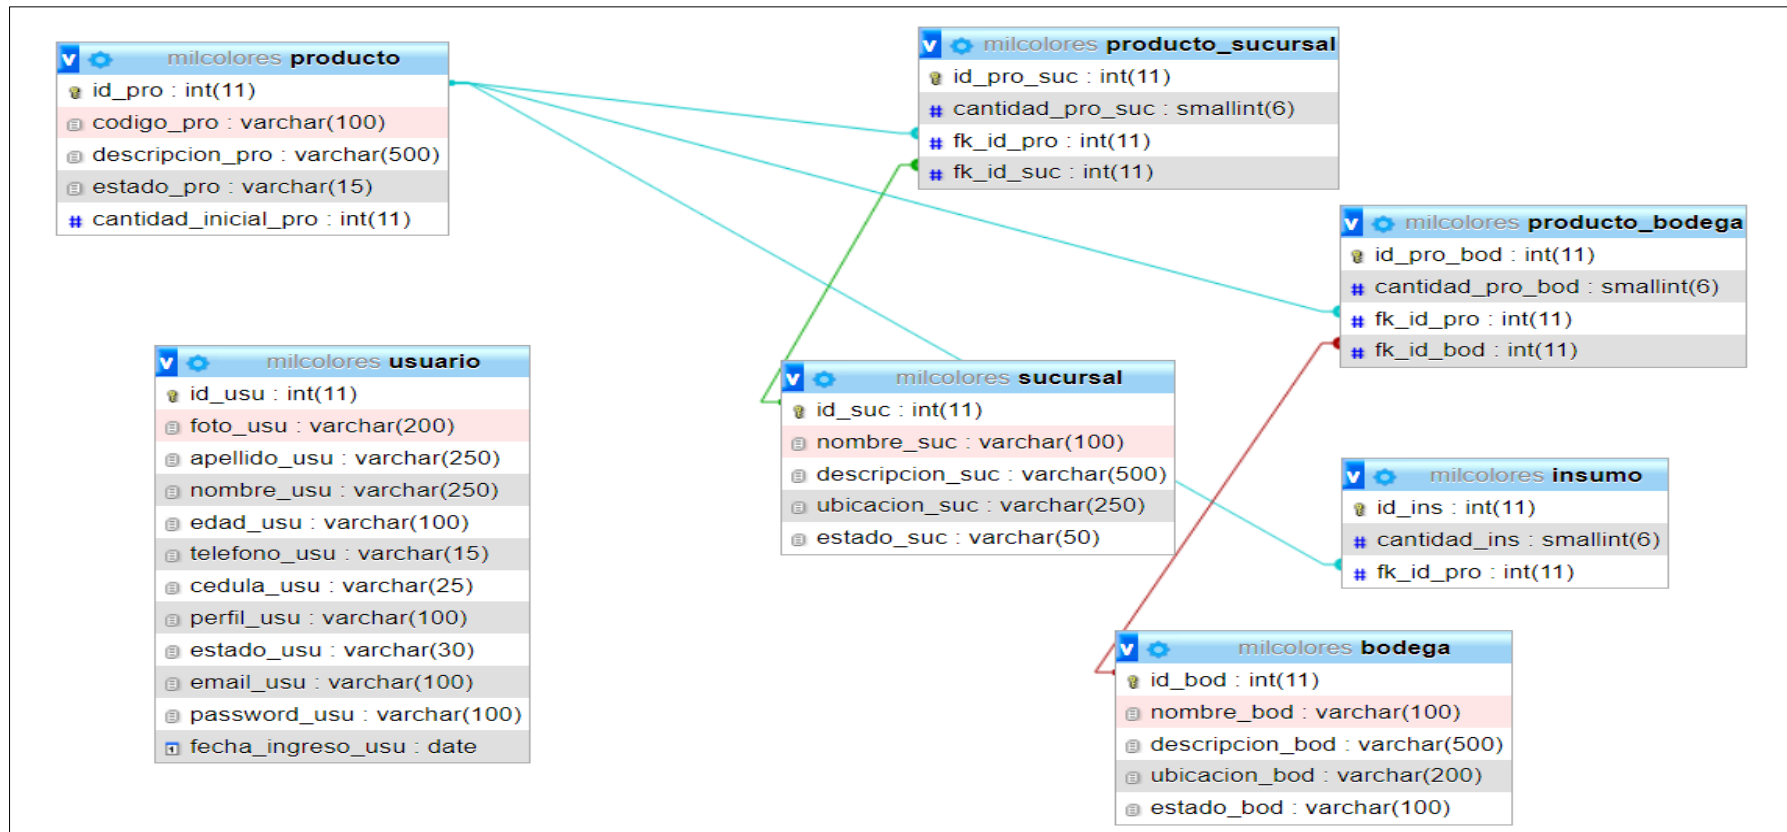 milcolores producto
id_pro : int(11)
codigo_pro : varchar(100)
descripcion_pro : varchar(500)
estado_pro : varchar(15)
cantidad_inicial_pro : int(11)
milcolores producto_sucursal
id_pro_suc : int(11)
cantidad_pro_suc : smallint(6)
fk_id_pro : int(11)
fk_id_suc : int(11)
milcolores producto_bodega
id_pro_bod : int(11)
cantidad_pro_bod : smallint(6)
fk_id_pro : int(11)
fk_id_bod : int(11)
milcolores usuario
id_usu : int(11)
foto_usu : varchar(200)
apellido_usu : varchar(250)
nombre_usu : varchar(250)
edad_usu : varchar(100)
telefono_usu : varchar(15)
cedula_usu : varchar(25)
perfil_usu : varchar(100)
estado_usu : varchar(30)
email_usu : varchar(100)
password_usu : varchar(100)
fecha_ingreso_usu : date
milcolores sucursal
id_suc : int(11)
nombre_suc : varchar(100)
descripcion_suc : varchar(500)
ubicacion_suc : varchar(250)
estado_suc : varchar(50)
milcolores insumo
id_ins : int(11)
cantidad_ins : smallint(6)
fk_id_pro : int(11)
milcolores bodega
id_bod : int(11)
nombre_bod : varchar(100)
descripcion_bod : varchar(500)
ubicacion_bod : varchar(200)
estado_bod : varchar(100)